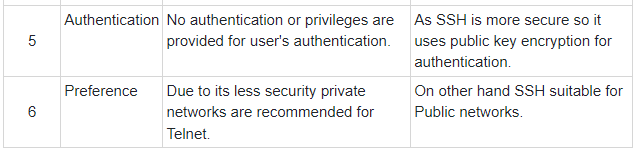 5
Authentication
No authentication or privileges are
provided for user's authentication.
As SSH is more secure so it
uses public key encryption for
authentication.
6
Preference
Due to its less security private
networks are recommended for
Telnet.
On other hand SSH suitable for
Public networks.